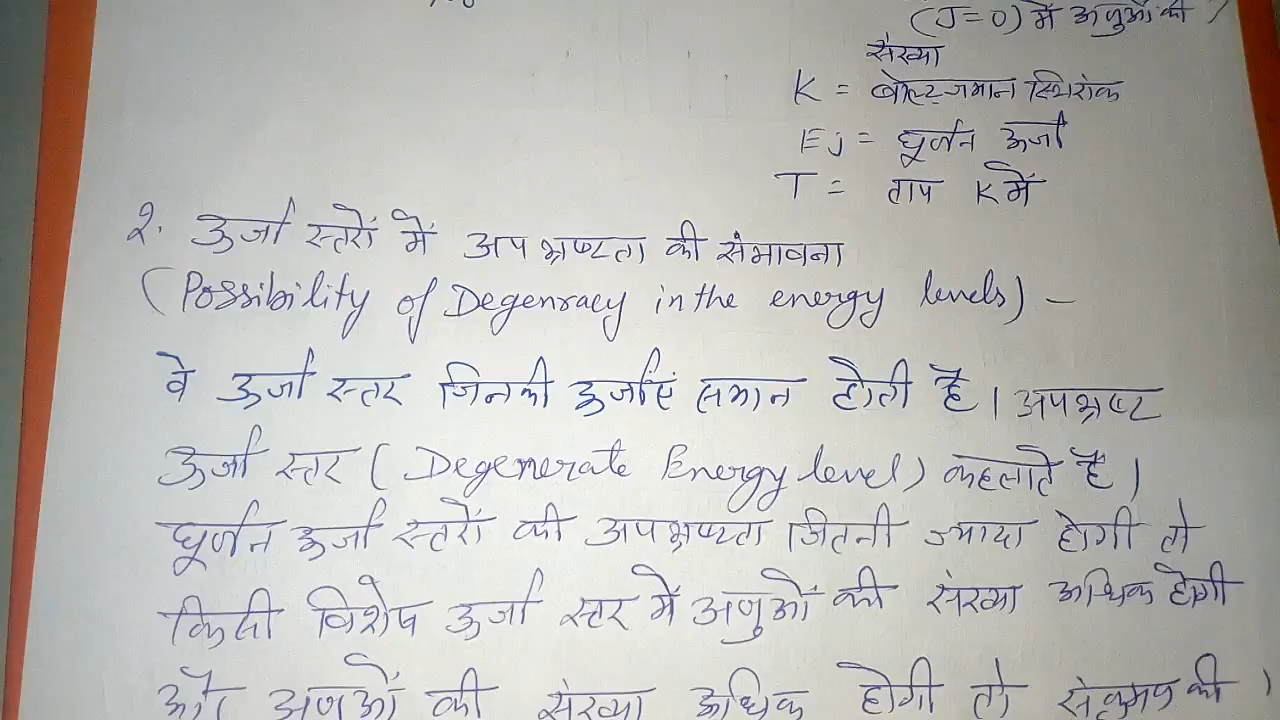 (J=0) में अणुओं की
संख्या
K = बोल्ट्जमान स्थिरांक
EJ = घूर्णन ऊर्जा
T = ताप K में
2. ऊर्जा स्तरों में अपभ्रष्टता की संभावना
(Possibility of Degenracy in the energy levels) –
वे ऊर्जा स्तर जिनकी ऊर्जाएं समान होती है। अपभ्रष्ट
ऊर्जा स्तर (Degenerate Energy level) कहलाते हैं।
घूर्णन ऊर्जा स्तरों की अपभ्रष्टता जितनी ज्यादा होगी तो
किसी विशेष ऊर्जा स्तर में अणुओं की संख्या अधिक होगी
और अणुओं की संख्या अधिक होगी तो संक्रमण की